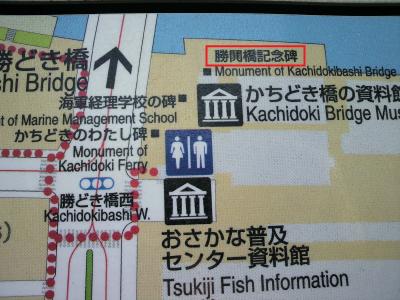 勝どき橋
shi Bridge
勝鬨橋記念碑
Monument of Kachidokibashi Bridge
海軍経理学校の碑
t of Marine Management School
かちどき橋の資料館
Kachidoki Bridge Mus
かちどきのわたし碑
Monument of
Kachidoki Ferry
勝どき橋西
Kachidokibashi W.
おさかな普及
センター資料館
Tsukiji Fish Information